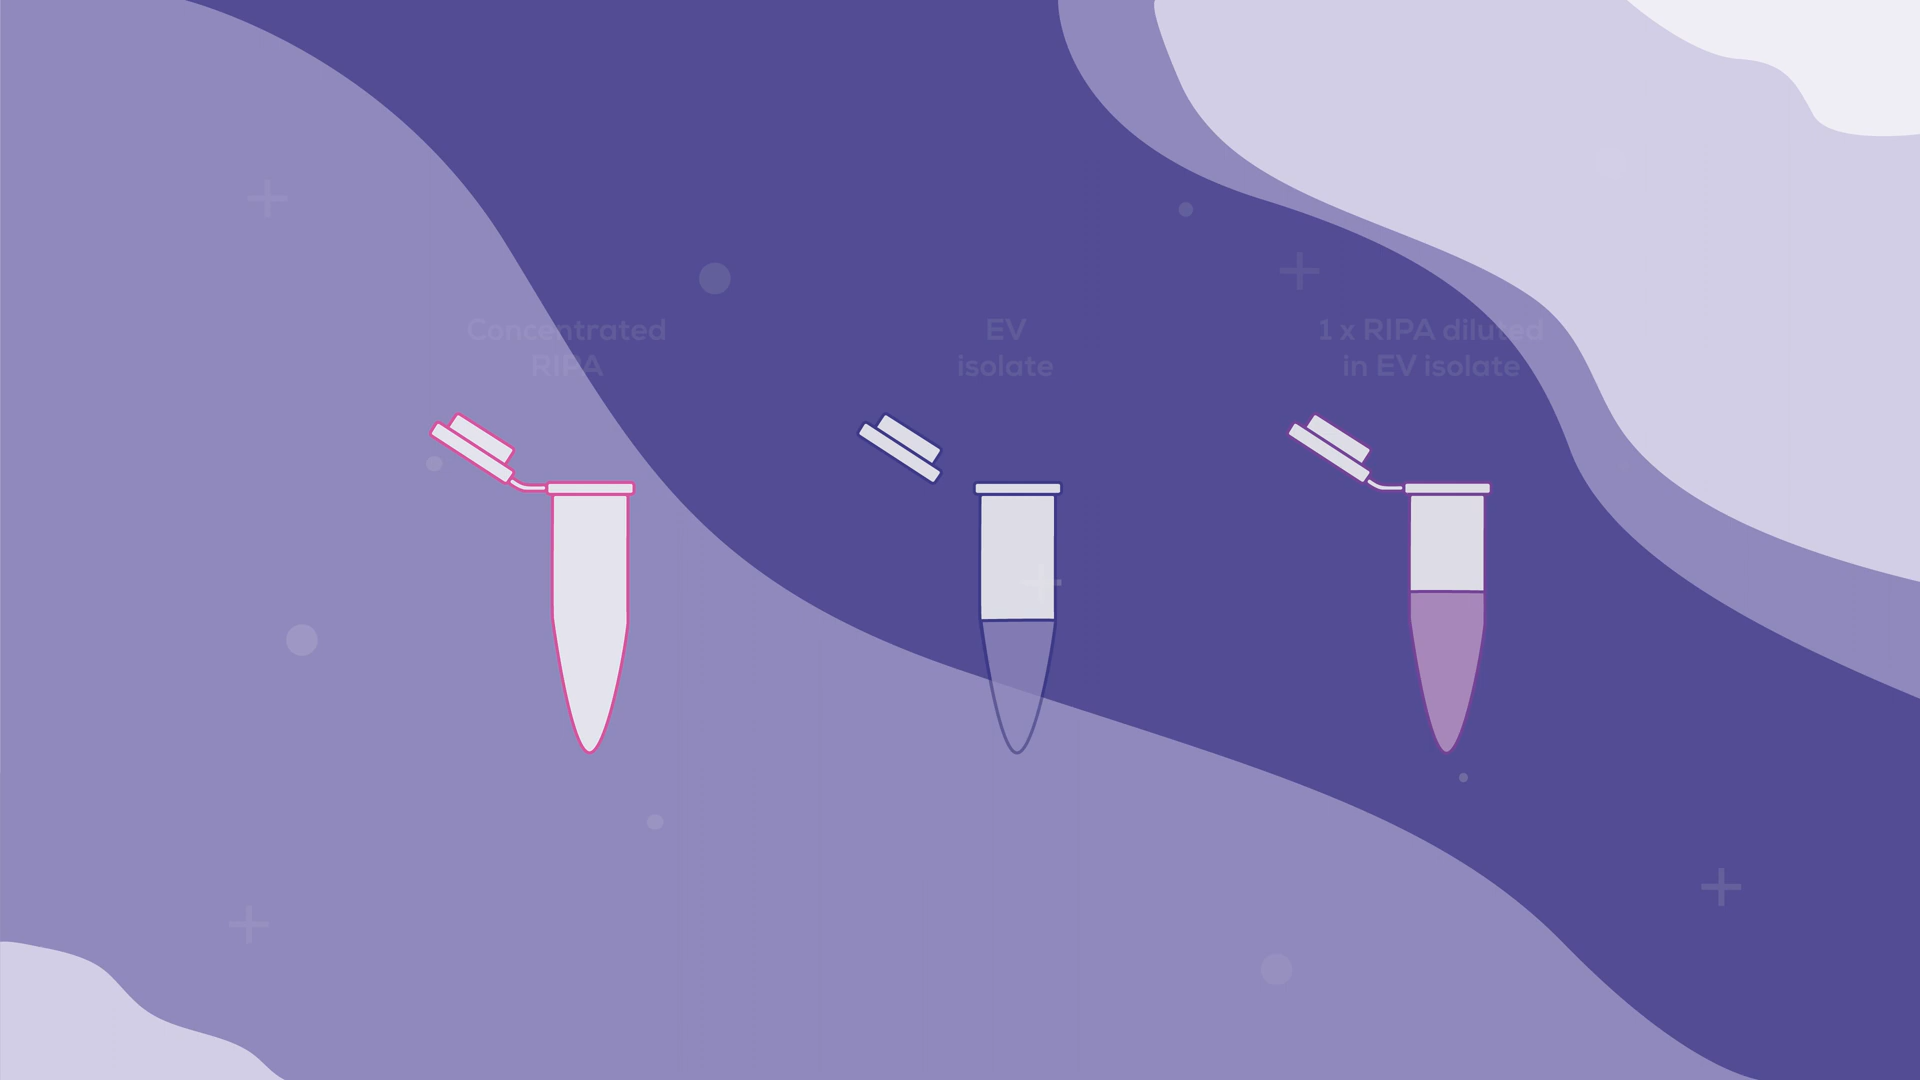 Concentrated
RIPA
EV
isolate
1 x RIPA diluted
in EV isolate